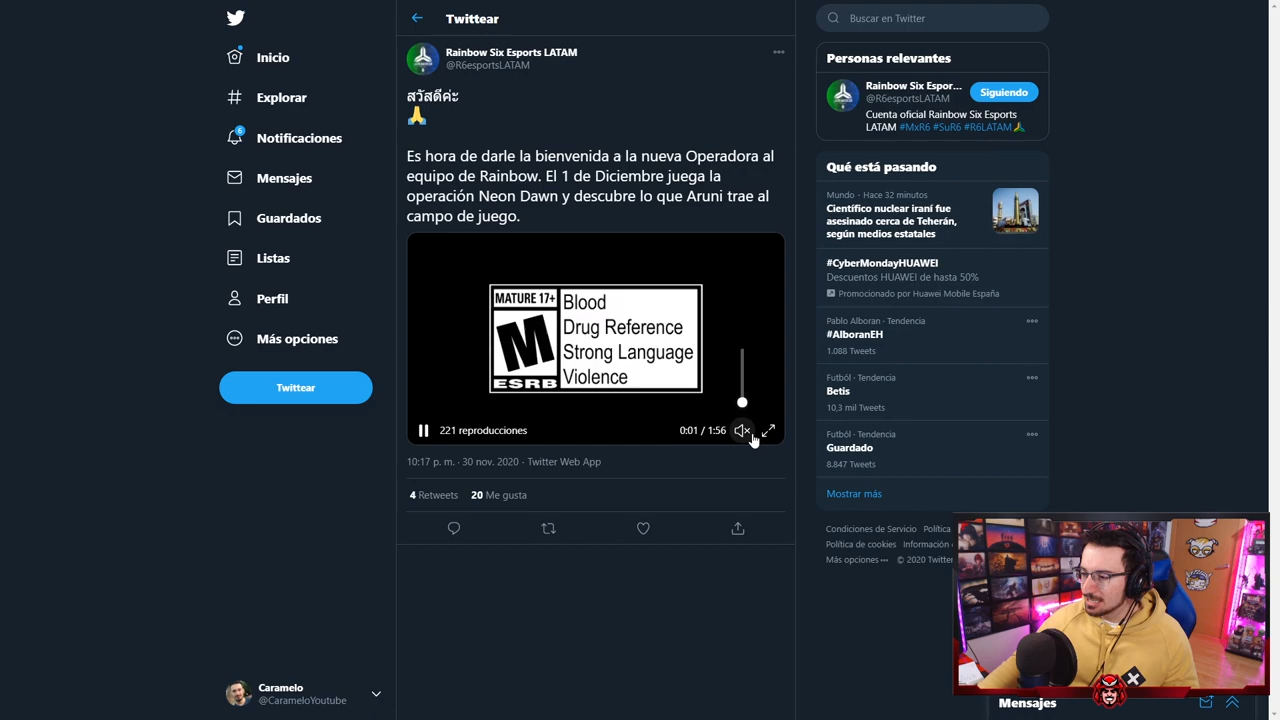 Inicio
Explorar
6
Notificaciones
Mensajes
Guardados
Listas
Perfil
Más opciones
Twittear
Caramelo
@CarameloYoutube
Twittear
Rainbow Six Esports LATAM
@R6esportsLATAM
สวัสดีค่ะ
🙏
Es hora de darle la bienvenida a la nueva Operadora al
equipo de Rainbow. El 1 de Diciembre juega la
operación Neon Dawn y descubre lo que Aruni trae al
campo de juego.
MATURE 17+
M
ESRB
Blood
Drug Reference
Strong Language
Violence
221 reproducciones
0:01 / 1:56
10:17 p. m. · 30 nov. 2020 · Twitter Web App
4 Retweets 20 Me gusta
Buscar en Twitter
Personas relevantes
Rainbow Six Espor...
@R6esportsLATAM
Siguiendo
Cuenta oficial Rainbow Six Esports
LATAM #MxR6 #SuR6 #R6LATAM
Qué está pasando
Mundo · Hace 32 minutos
Científico nuclear iraní fue
asesinado cerca de Teherán,
según medios estatales
#CyberMondayHUAWEI
Descuentos HUAWEI de hasta 50%
Promocionado por Huawei Mobile España
Pablo Alboran · Tendencia
#AlboranEH
1.088 Tweets
Futból · Tendencia
Betis
10,3 mil Tweets
Futból · Tendencia
Guardado
8.847 Tweets
Mostrar más
Condiciones de Servicio Política
Política de cookies Información
Más opciones ••• © 2020 Twitter
Mensajes